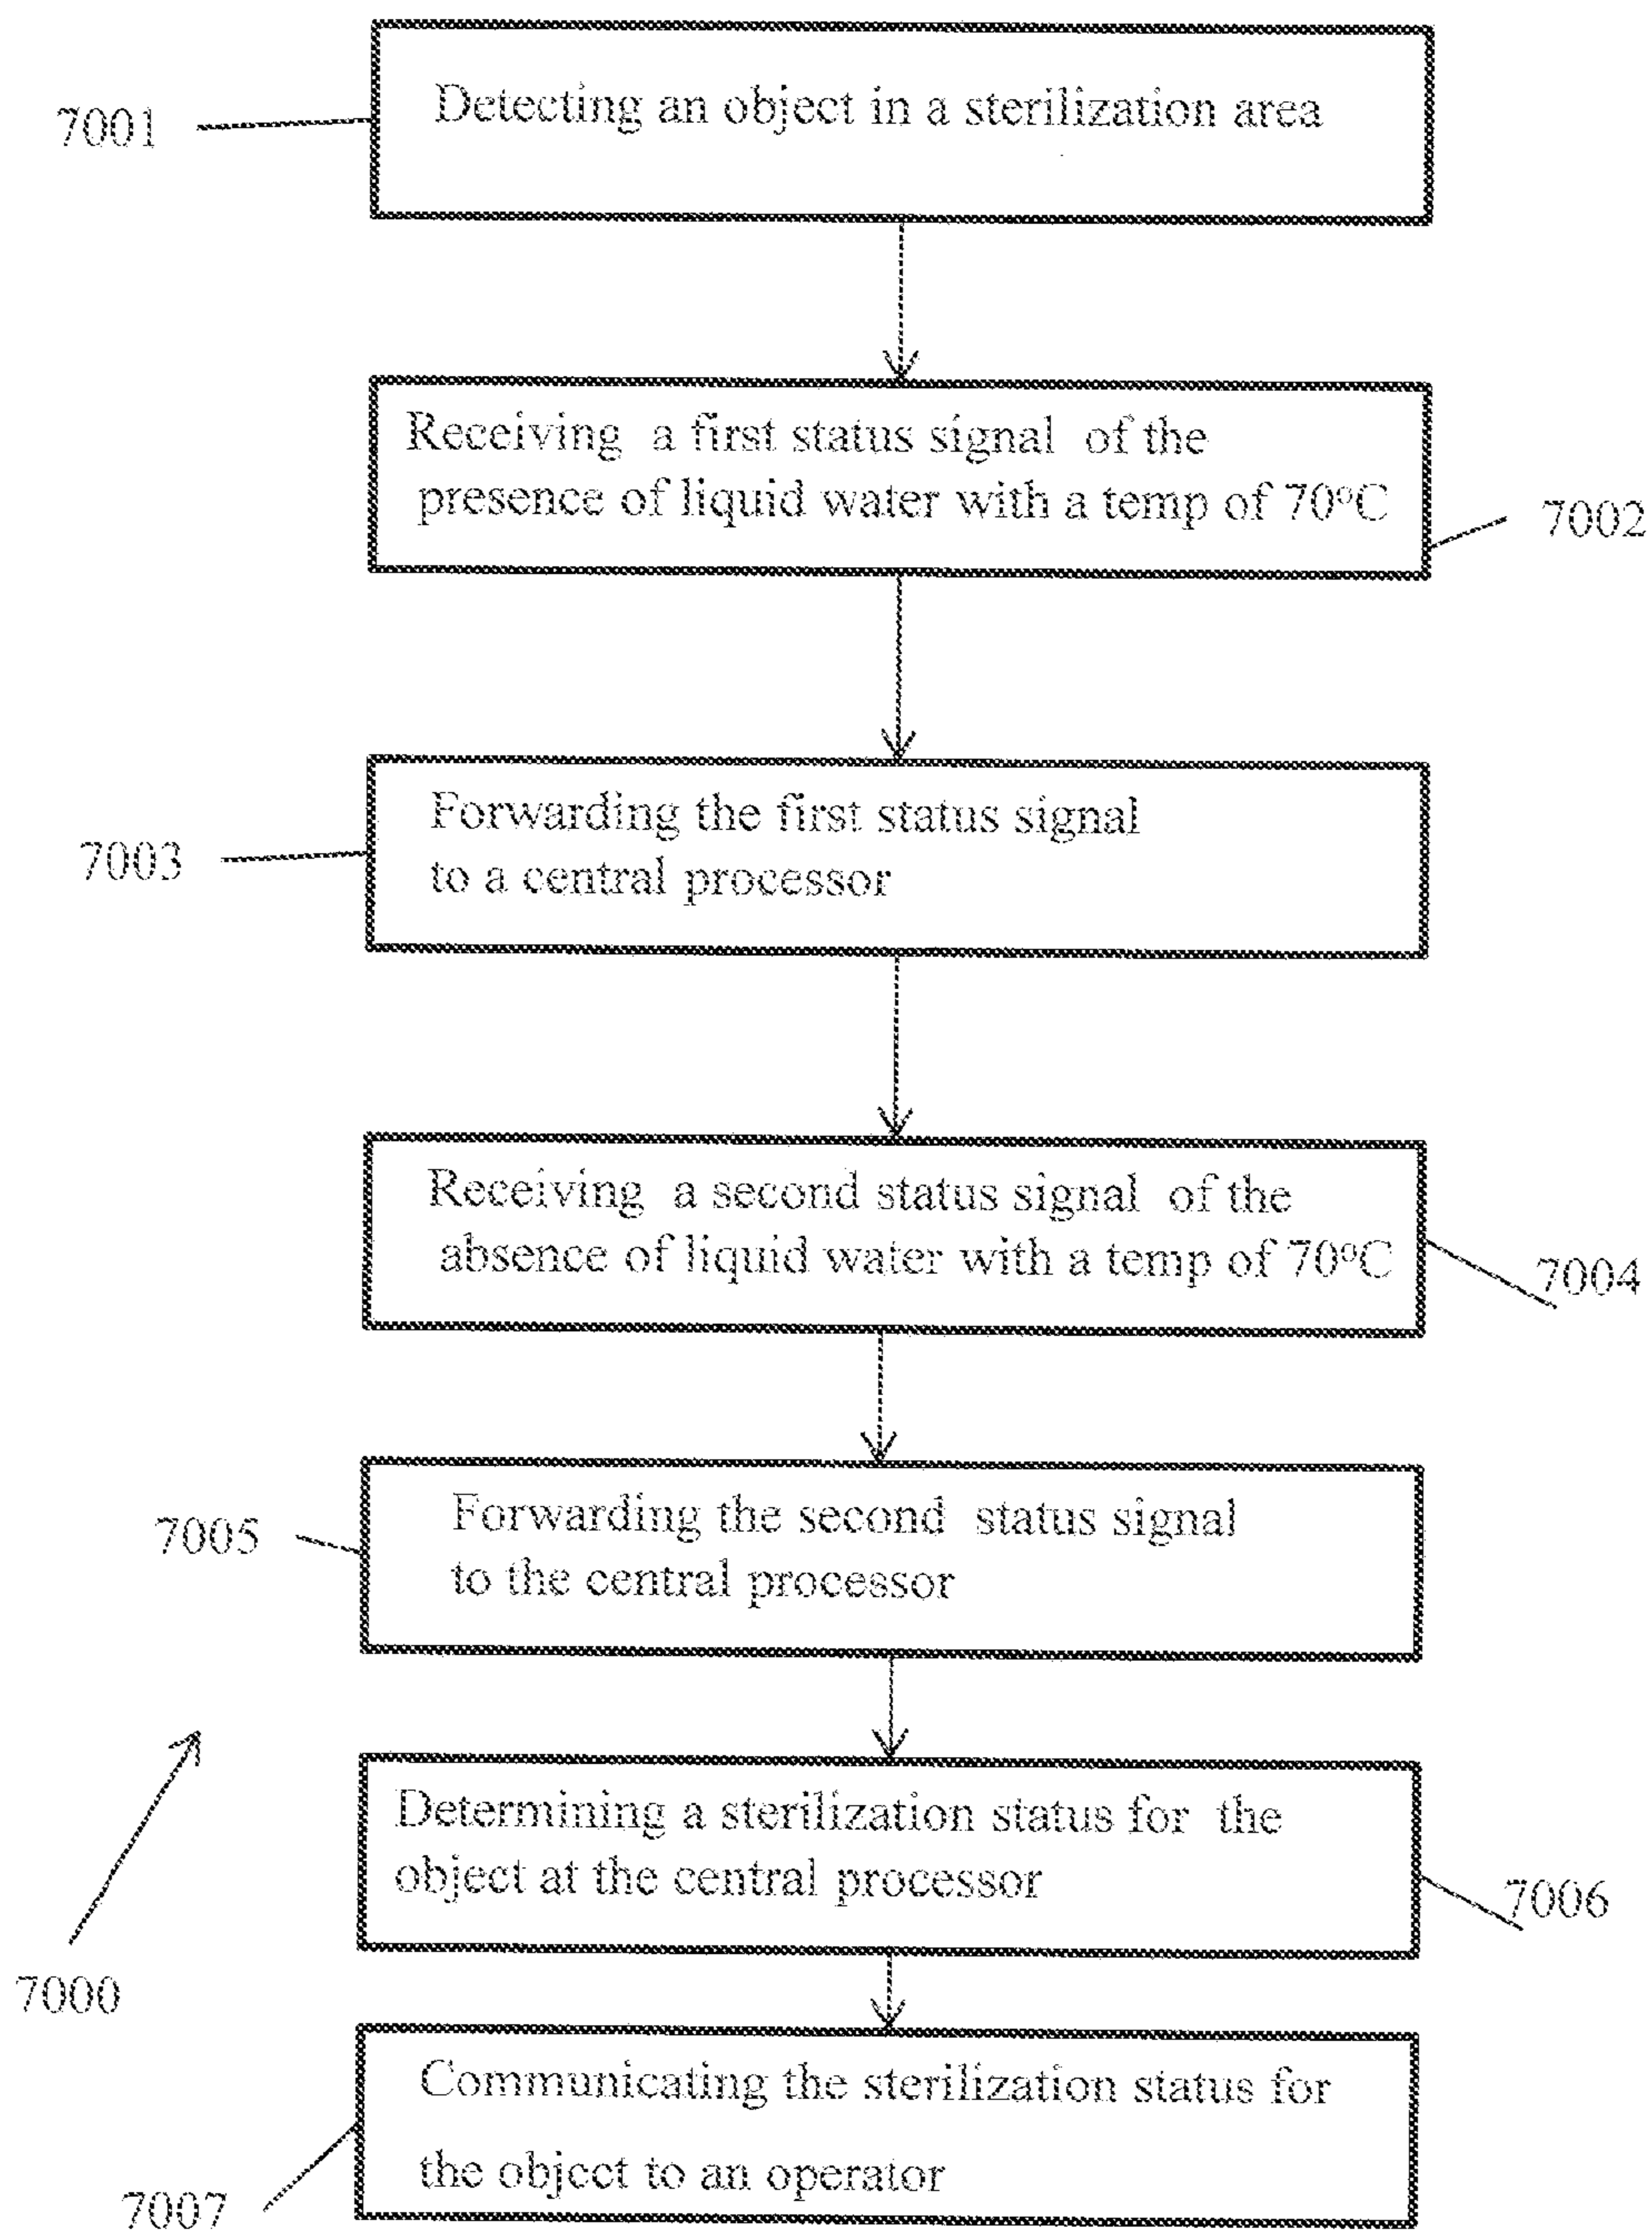 Detecting an object in a sterilization area
7001
Receiving a first status signal of the
presence of liquid water with a temp of 70ºC
7002
Forwarding the first status signal
to a central processor
7003
Receiving a second status signal of the
absence of liquid water with a temp of 70ºC
7004
Forwarding the second status signal
to the central processor
7005
Determining a sterilization status for the
object at the central processor
7006
7000
Communicating the sterilization status for
the object to an operator
7007